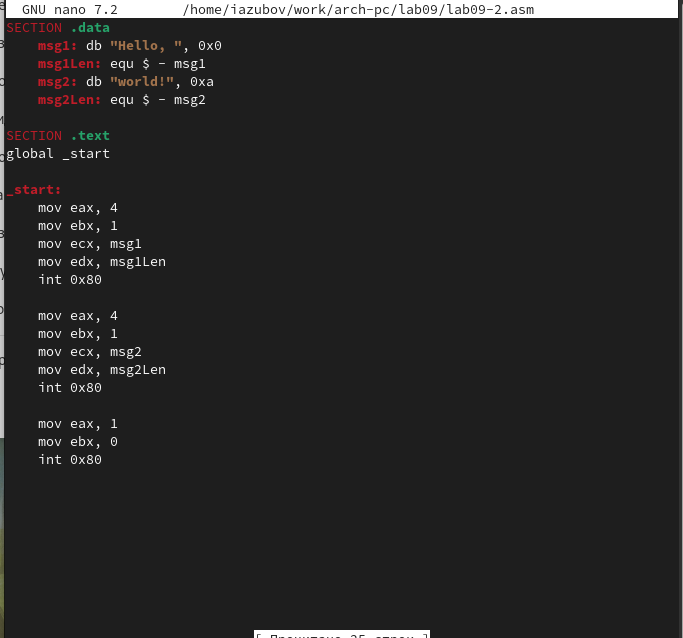 GNU nano 7.2 /home/iazubov/work/arch-pc/lab09/lab09-2.asm
SECTION .data
    msg1: db "Hello, ", 0x0
    msg1Len: equ $ - msg1
    msg2: db "world!", 0xa
    msg2Len: equ $ - msg2

SECTION .text
global _start

_start:
    mov eax, 4
    mov ebx, 1
    mov ecx, msg1
    mov edx, msg1Len
    int 0x80

    mov eax, 4
    mov ebx, 1
    mov ecx, msg2
    mov edx, msg2Len
    int 0x80

    mov eax, 1
    mov ebx, 0
    int 0x80
[ Прочитано 25 строк ]